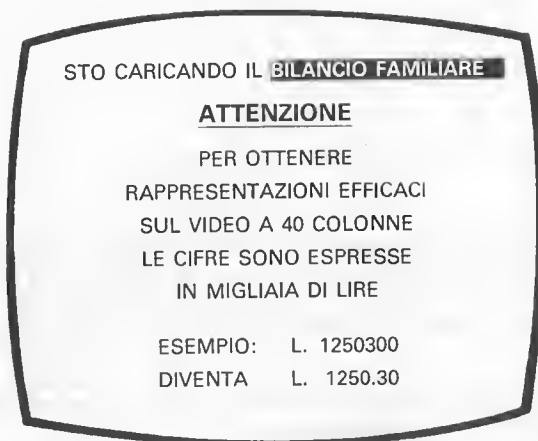 STO CARICANDO IL BILANCIO FAMILIARE
ATTENZIONE
PER OTTENERE
RAPPRESENTAZIONI EFFICACI
SUL VIDEO A 40 COLONNE
LE CIFRE SONO ESPRESSE
IN MIGLIAIA DI LIRE
ESEMPIO: L. 1250300
DIVENTA L. 1250.30